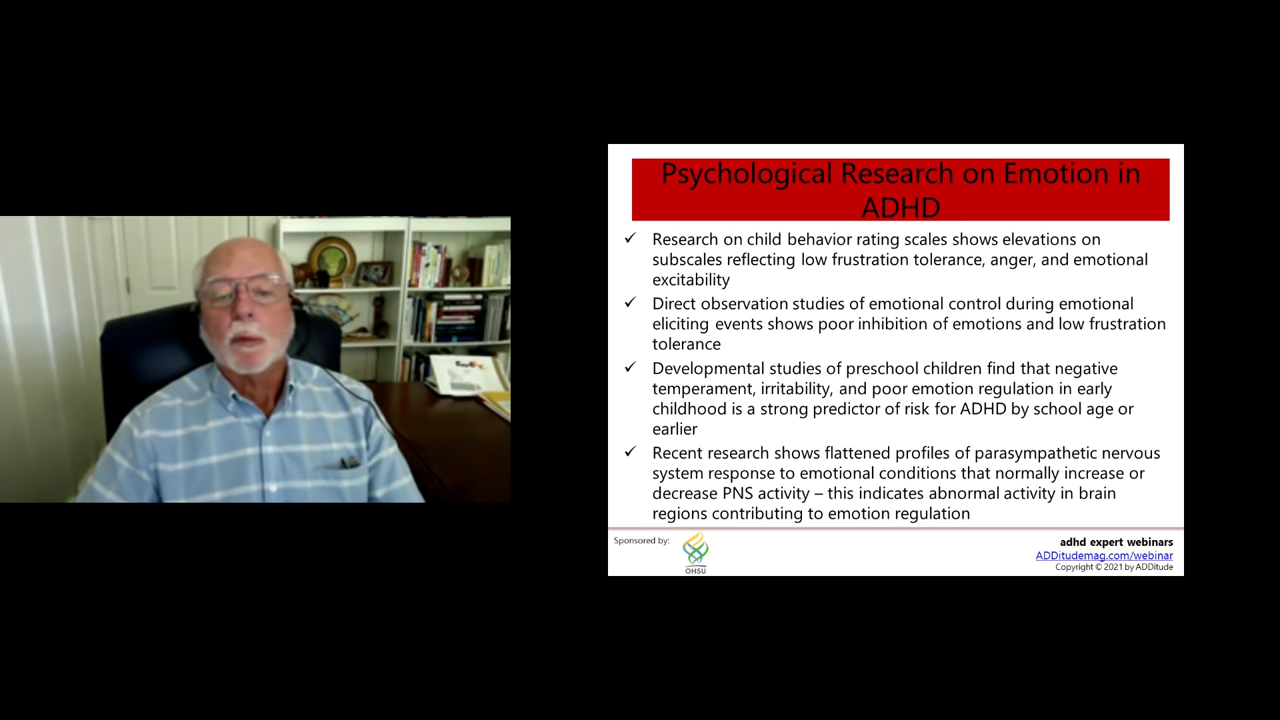 Psychological Research on Emotion in
ADHD
✓ Research on child behavior rating scales shows elevations on
subscales reflecting low frustration tolerance, anger, and emotional
excitability
✓ Direct observation studies of emotional control during emotional
eliciting events shows poor inhibition of emotions and low frustration
tolerance
✓ Developmental studies of preschool children find that negative
temperament, irritability, and poor emotion regulation in early
childhood is a strong predictor of risk for ADHD by school age or
earlier
✓ Recent research shows flattened profiles of parasympathetic nervous
system response to emotional conditions that normally increase or
decrease PNS activity – this indicates abnormal activity in brain
regions contributing to emotion regulation
Sponsored by:
OHSU
adhd expert webinars
ADDitudemag.com/webinar
Copyright © 2021 by ADDitude